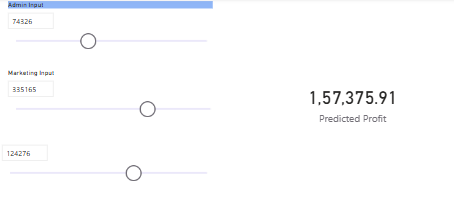 Admin Input
74326
Marketing Input
335165
1,57,375.91
Predicted Profit
124276